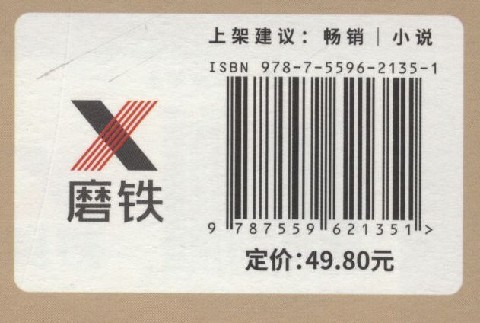 上架建议：畅销｜小说
ISBN 978-7-5596-2135-1
磨铁
9 787559 621351 >
定价:49.80元